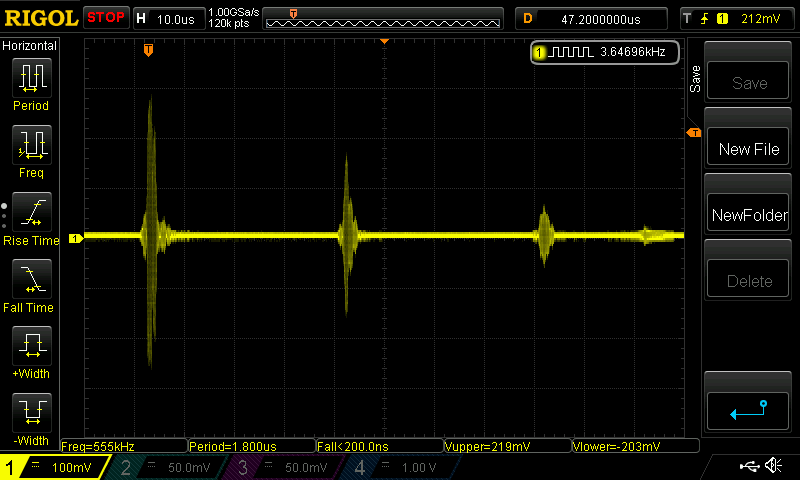 RIGOL STOP H 10.0us 1.00GSa/s 120k pts T D 47.2000000us T 1 212mV
Horizontal
Period
Freq
Rise Time
Fall Time
+Width
-Width
T
1 3.64696kHz
T
1
Save
Save
New File
NewFolder
Delete
Freq=555kHz Period=1.800us Fall<200.0ns Vupper=219mV Vlower=-203mV
1 100mV 2 50.0mV 3 50.0mV 4 1.00 V